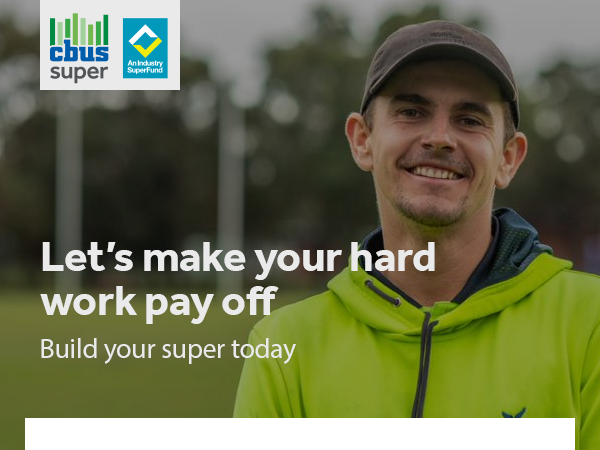 cbus
super
An Industry
SuperFund
Let's make your hard
work pay off
Build your super today